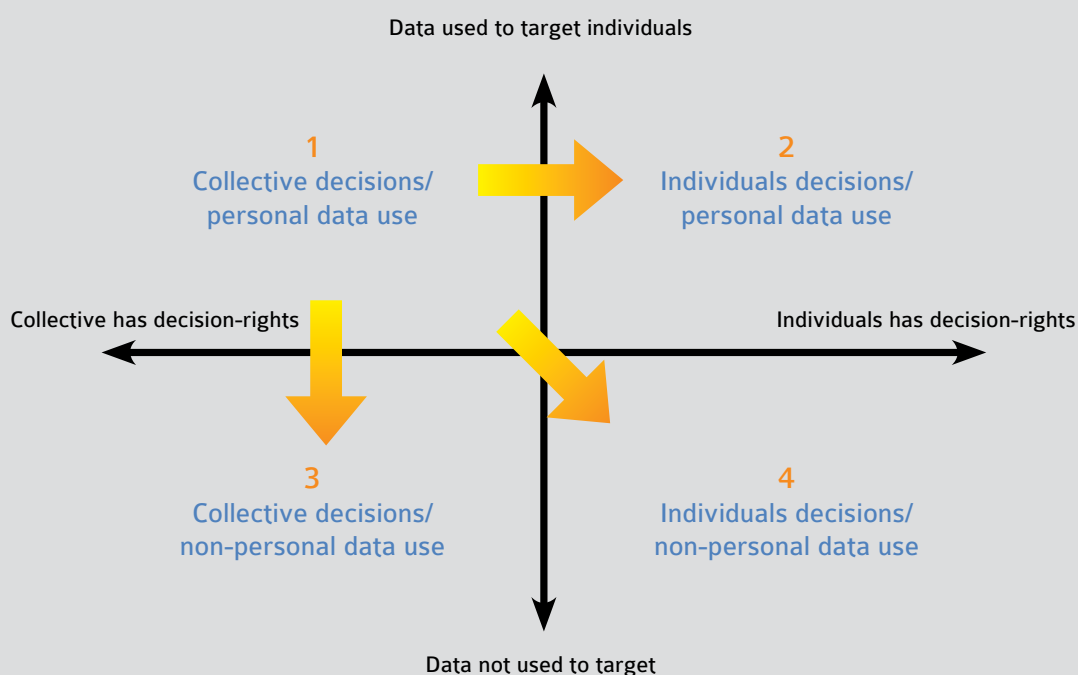 Data used to target individuals
1
Collective decisions/
personal data use
2
Individuals decisions/
personal data use
Collective has decision-rights
Individuals has decision-rights
3
Collective decisions/
non-personal data use
4
Individuals decisions/
non-personal data use
Data not used to target